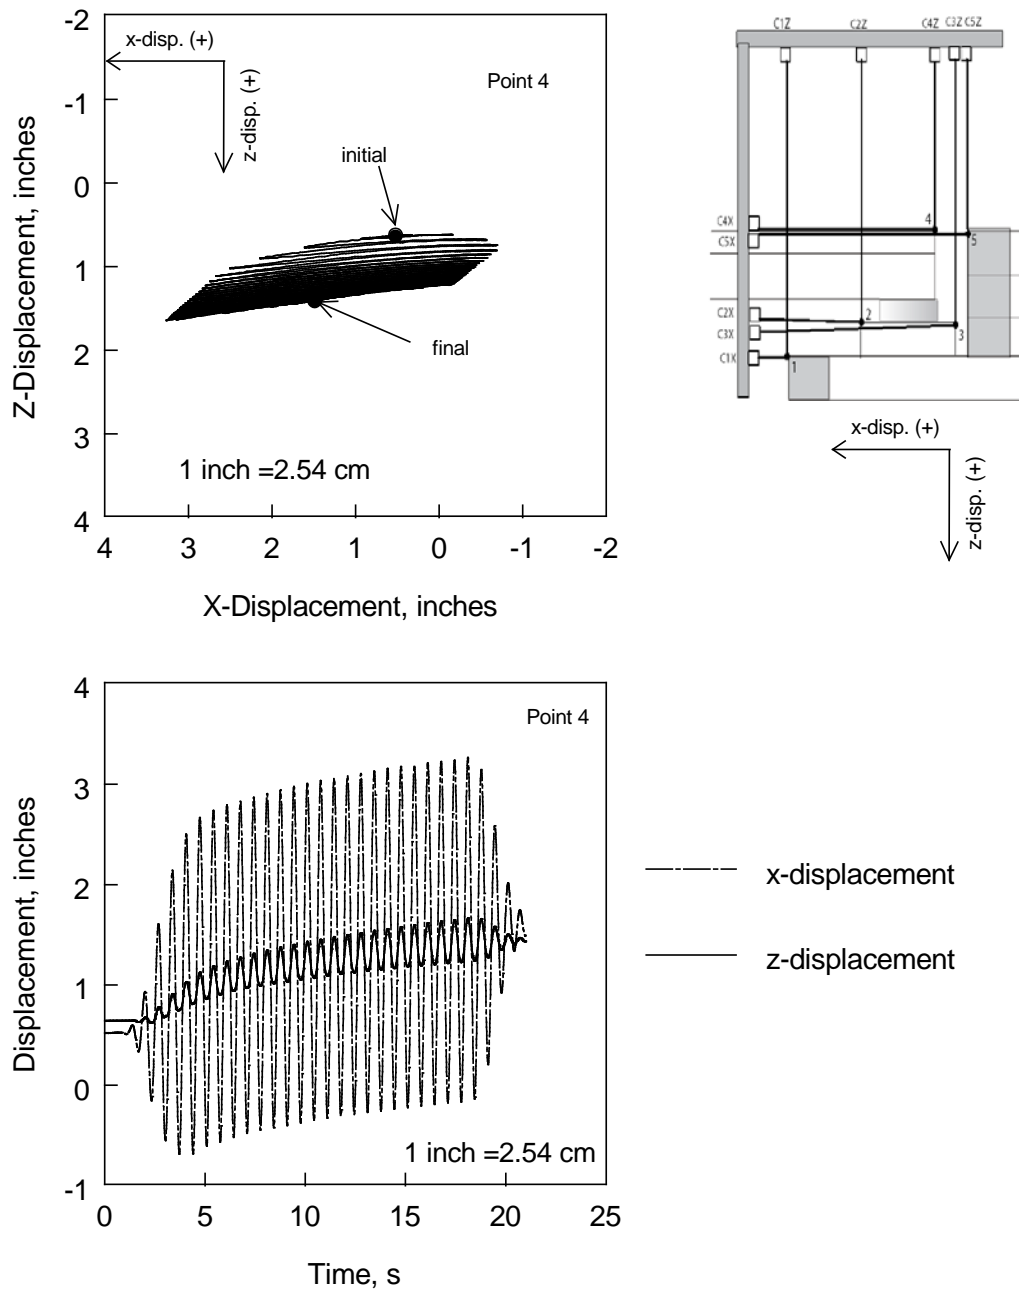 -2
x-disp. (+)
z-disp. (+)
Point 4
-1
Z-Displacement, inches
0
initial
1
final
2
3
1 inch =2.54 cm
4
4 3 2 1 0 -1 -2
X-Displacement, inches
C1Z C2Z C4Z C3Z C5Z
C4X
4
C5X
5
C2X
2
C3X
3
C1X
1
x-disp. (+)
z-disp. (+)
4
Point 4
3
Displacement, inches
2
1
0
1 inch =2.54 cm
-1
0 5 10 15 20 25
Time, s
x-displacement
z-displacement